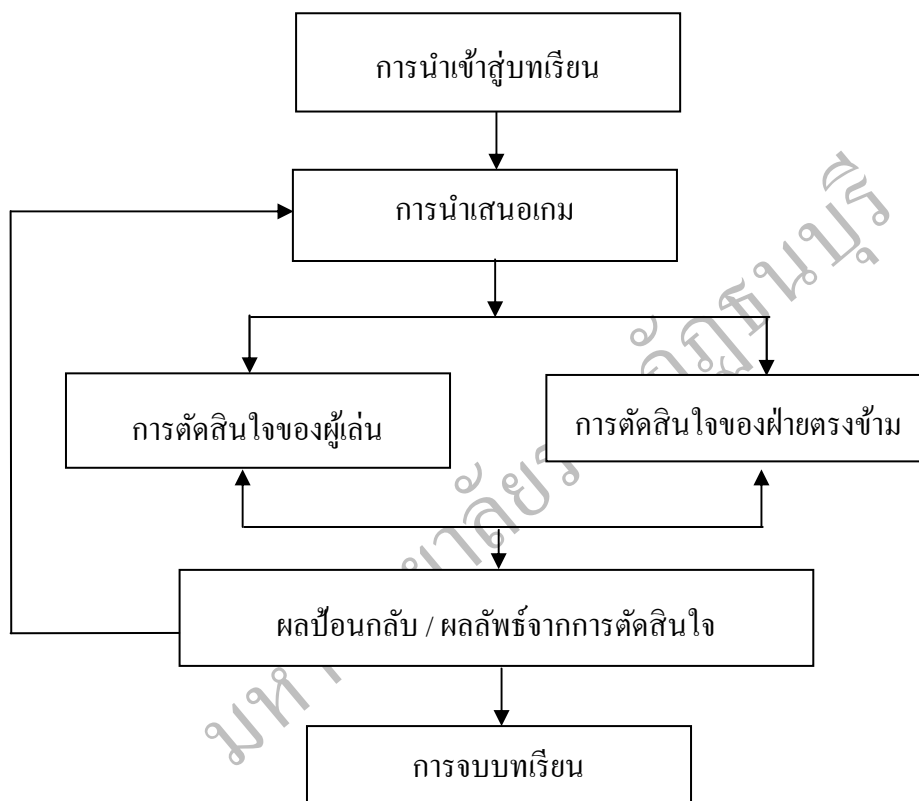 การนำเข้าสู่บทเรียน
การนำเสนอเกม
การตัดสินใจของผู้เล่น
การตัดสินใจของฝ่ายตรงข้าม
ผลป้อนกลับ / ผลลัพธ์จากการตัดสินใจ
การจบบทเรียน